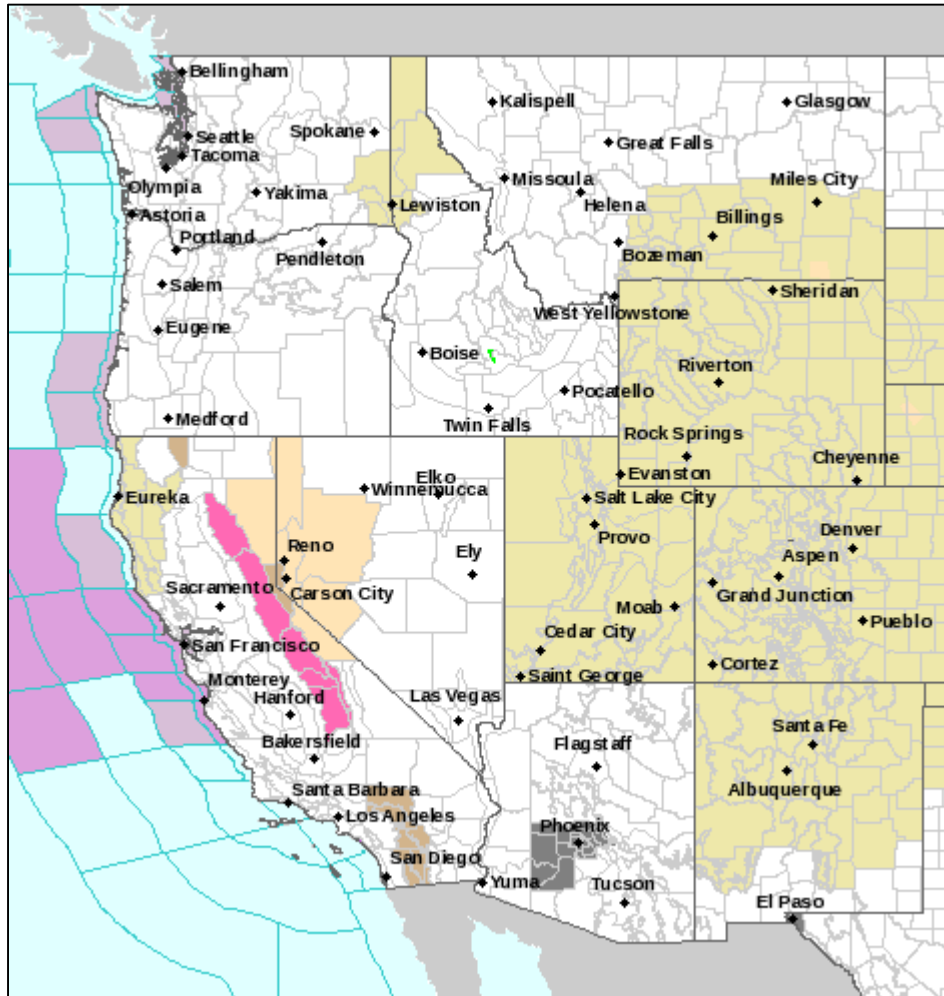 Bellingham
Kalispell
Glasgow
Seattle
Spokane
Great Falls
Tacoma
Olympia
Yakima
Missoula
Miles City
Astoria
Lewiston
Helena
Billings
Portland
Pendleton
Bozeman
Salem
Sheridan
West Yellowstone
Eugene
Boise
Riverton
Pocatello
Medford
Twin Falls
Rock Springs
Cheyenne
Elko
Evanston
Eureka
Winnemucca
Salt Lake City
Provo
Denver
Reno
Ely
Aspen
Sacramento
Carson City
Grand Junction
Moab
Pueblo
San Francisco
Cedar City
Cortez
Saint George
Monterey
Hanford
Las Vegas
Santa Fe
Bakersfield
Flagstaff
Albuquerque
Santa Barbara
Los Angeles
Phoenix
San Diego
Yuma
Tucson
El Paso